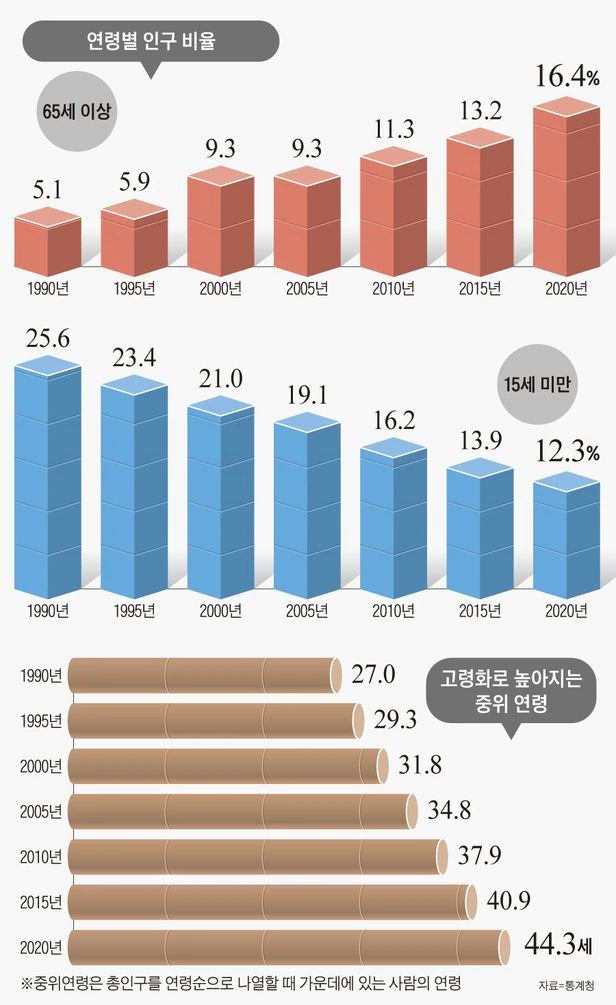 연령별 인구 비율
65세 이상
5.1
5.9
9.3
9.3
11.3
13.2
16.4%
1990년
1995년
2000년
2005년
2010년
2015년
2020년
15세 미만
25.6
23.4
21.0
19.1
16.2
13.9
12.3%
1990년
1995년
2000년
2005년
2010년
2015년
2020년
고령화로 높아지는
중위 연령
1990년 27.0
1995년 29.3
2000년 31.8
2005년 34.8
2010년 37.9
2015년 40.9
2020년 44.3세
※중위연령은 총인구를 연령순으로 나열할 때 가운데에 있는 사람의 연령
자료=통계청